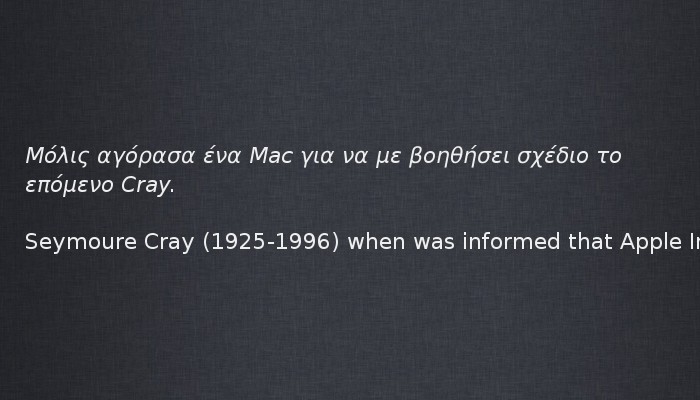 Μόλις αγόρασα ένα Mac για να με βοηθήσει σχέδιο το
επόμενο Cray.
Seymoure Cray (1925-1996) when was informed that Apple